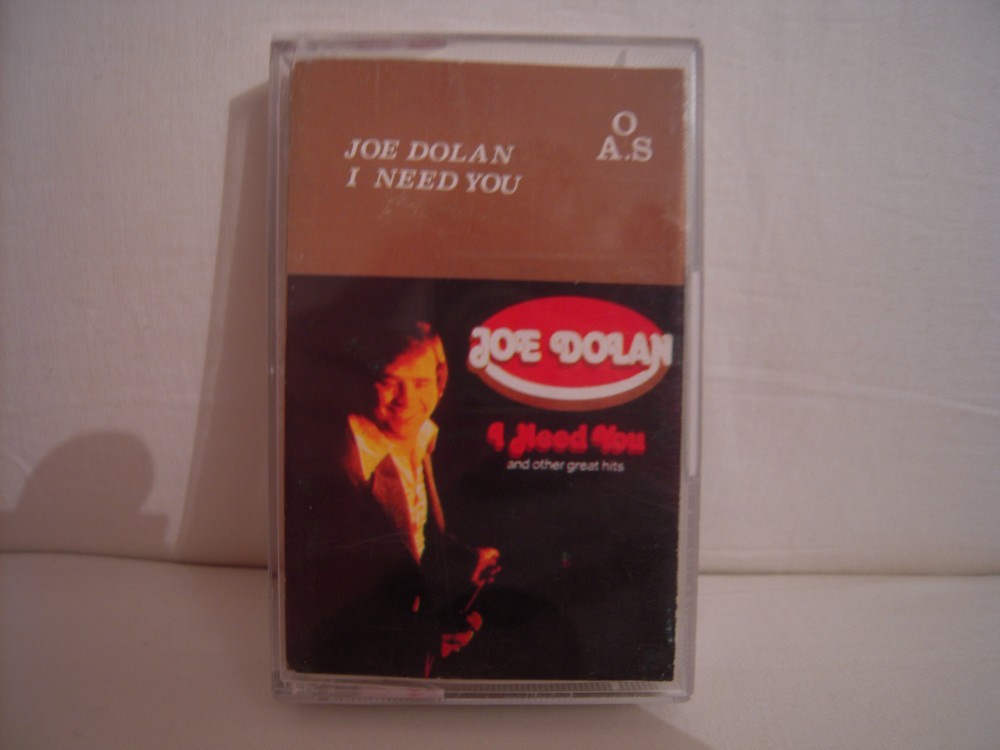 JOE DOLAN
I NEED YOU
O
A.S
JOE DOLAN
I Need You
and other great hits